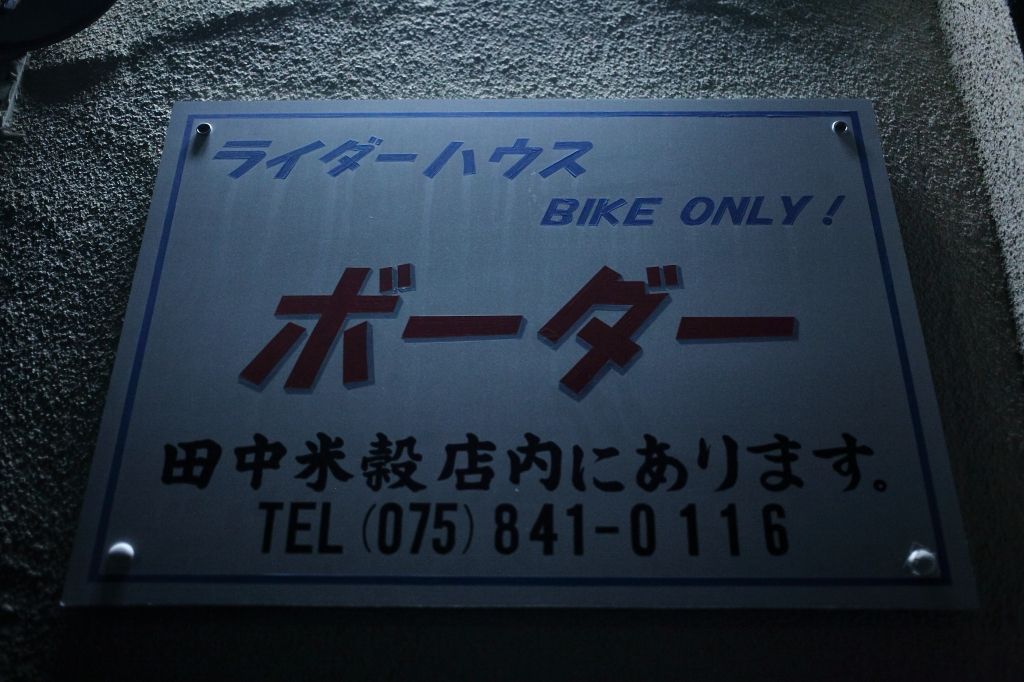 ライダーハウス
BIKE ONLY!
ボーダー
田中米穀店内にあります。
TEL (075) 841-0116